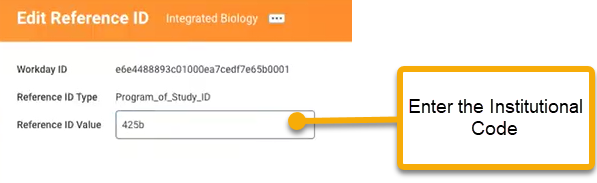 Edit Reference ID Integrated Biology
Workday ID e6e4488893c01000ea7cedf7e65b0001
Reference ID Type Program_of_Study_ID
Reference ID Value 425b
Enter the Institutional
Code